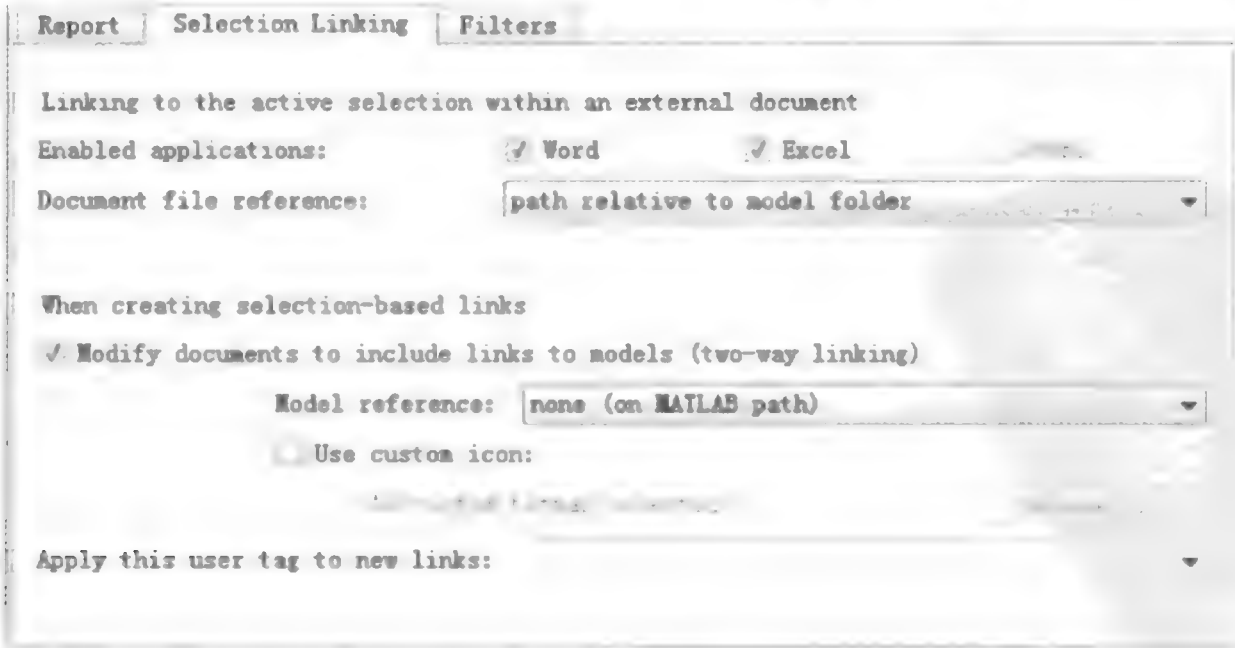 Report Selection Linking Filters
Linking to the active selection within an external document
Enabled applications: Word Excel
Document file reference: path relative to model folder
When creating selection-based links
Modify documents to include links to models (two-way linking)
Model reference: none (on MATLAB path)
Use custom icon:
Apply this user tag to new links: